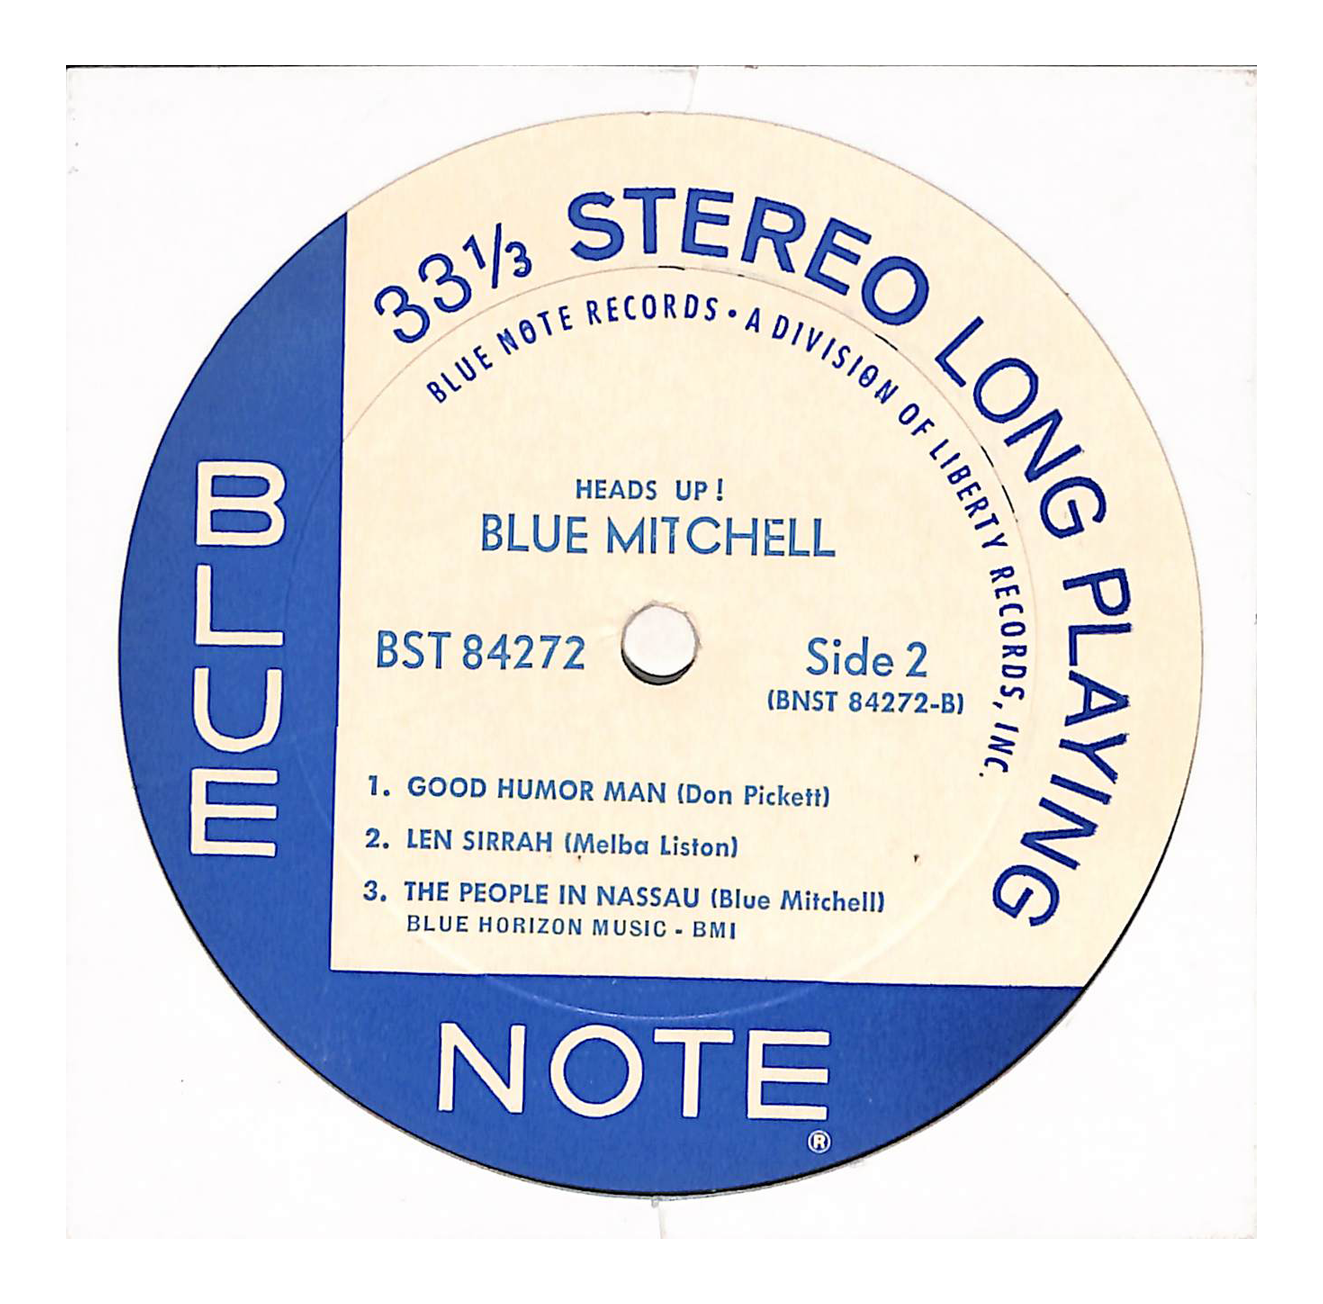 33⅓ STEREO LONG PLAYING
BLUE NOTE RECORDS • A DIVISION OF LIBERTY RECORDS, INC.
HEADS UP!
BLUE MITCHELL
BST 84272
Side 2
(BNST 84272-B)
1. GOOD HUMOR MAN (Don Pickett)
2. LEN SIRRAH (Melba Liston)
3. THE PEOPLE IN NASSAU (Blue Mitchell)
BLUE HORIZON MUSIC - BMI
BLUE
NOTE
®